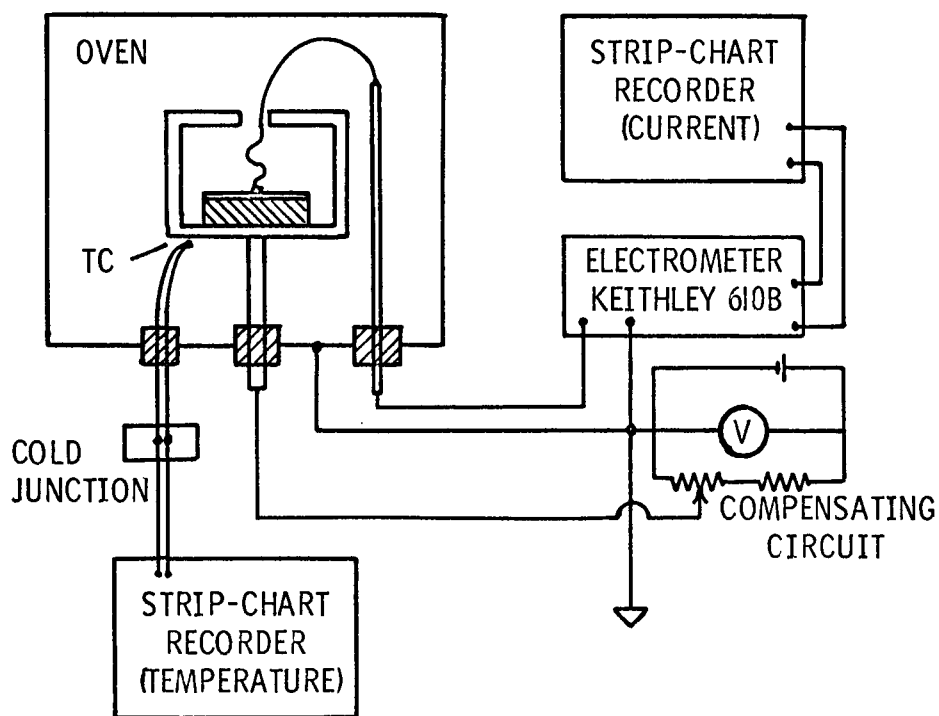 OVEN
STRIP-CHART
RECORDER
(CURRENT)
TC
ELECTROMETER
KEITHLEY 610B
V
COLD
JUNCTION
COMPENSATING
CIRCUIT
STRIP-CHART
RECORDER
(TEMPERATURE)